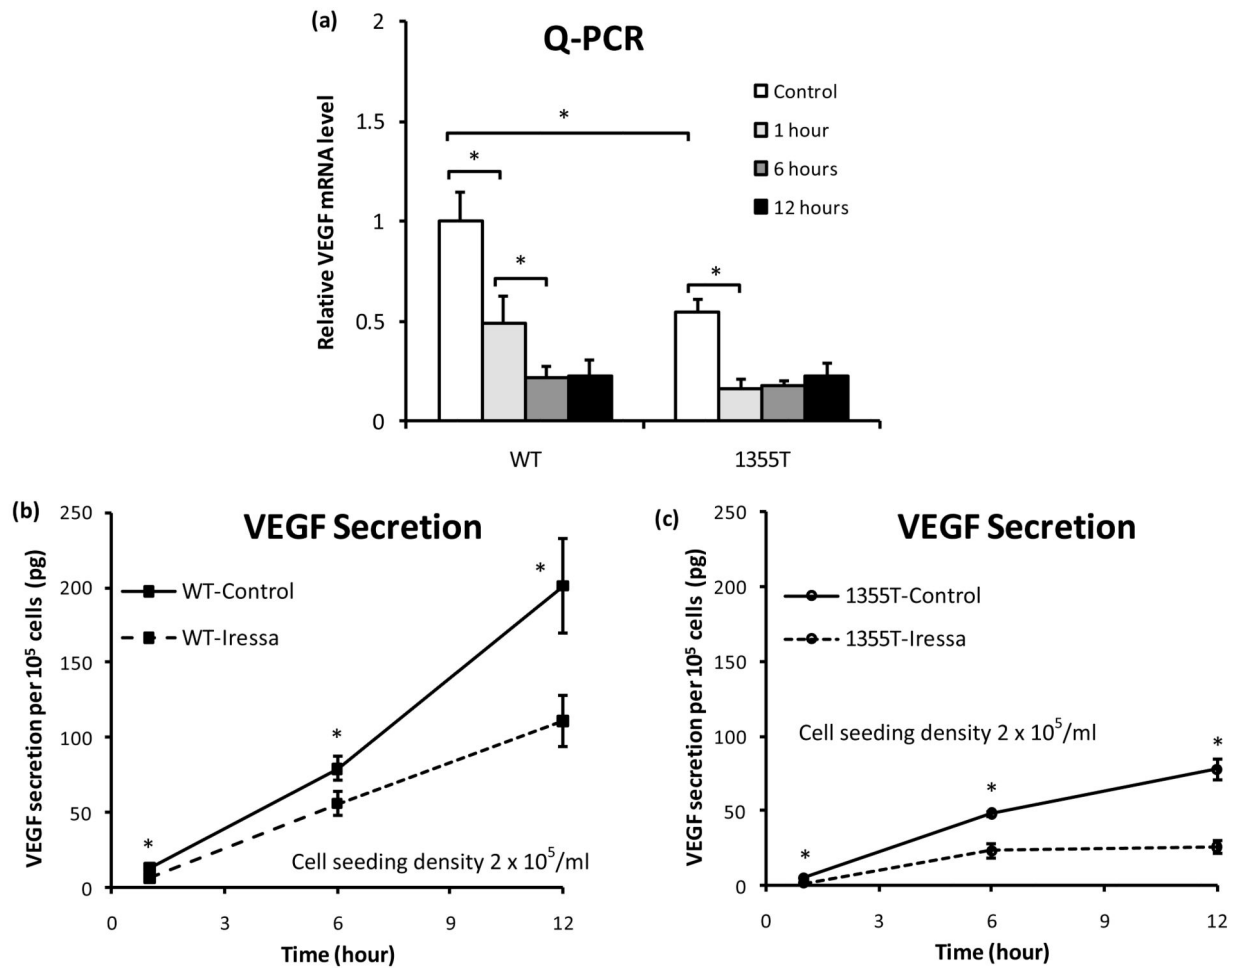 (a)
Q-PCR
Relative VEGF mRNA level
2
1.5
1
0.5
0
*
*
*
*
Control
1 hour
6 hours
12 hours
WT
1355T
(b)
VEGF Secretion
VEGF secretion per 10⁵ cells (pg)
250
200
150
100
50
0
WT-Control
WT-Iressa
*
*
*
Cell seeding density 2 x 10⁵/ml
0
3
6
9
12
Time (hour)
(c)
VEGF Secretion
VEGF secretion per 10⁵ cells (pg)
250
200
150
100
50
0
1355T-Control
1355T-Iressa
Cell seeding density 2 x 10⁵/ml
*
*
*
0
3
6
9
12
Time (hour)